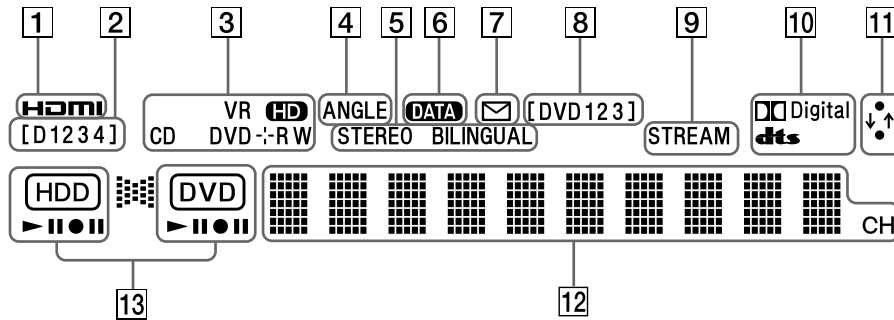 1 2 3 4 5 6 7 8 9 10 11
HDMI VR HD ANGLE DATA [DVD123] Digital
[D1234] CD DVD-:-RW STEREO BILINGUAL STREAM dts
HDD DVD
CH
13 12